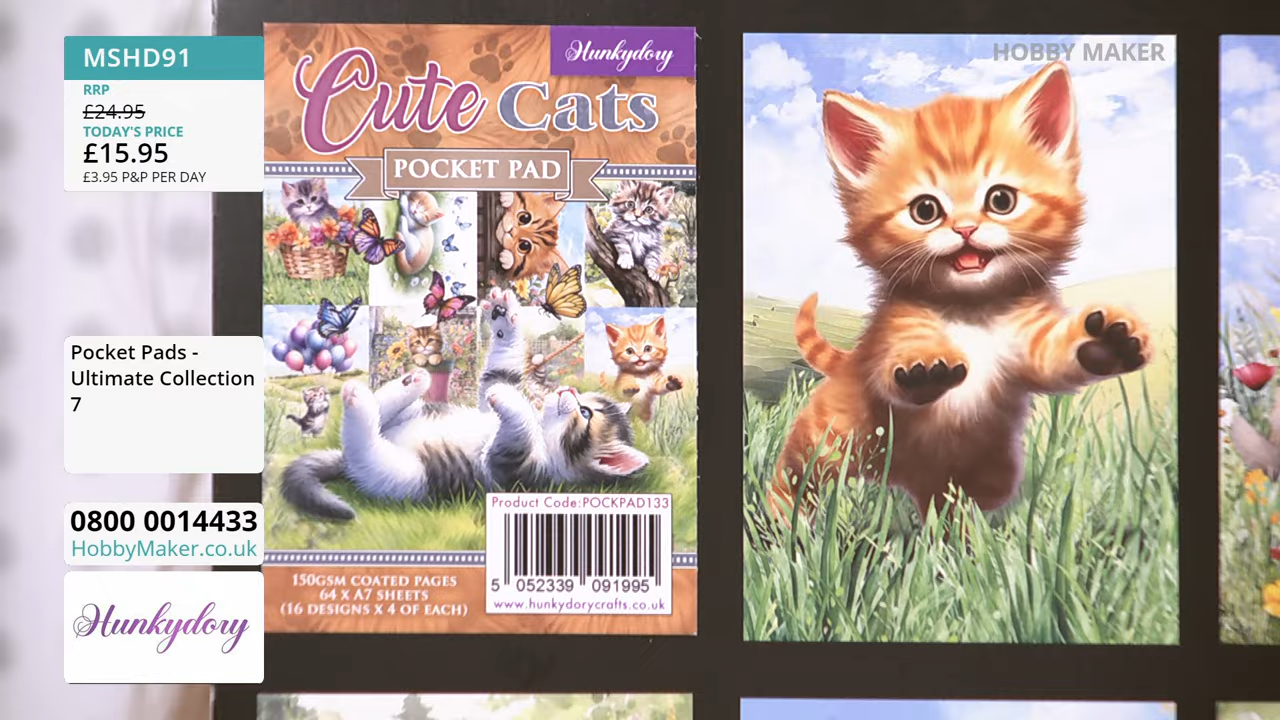 MSHD91
RRP
£24.95
TODAY'S PRICE
£15.95
£3.95 P&P PER DAY
Pocket Pads -
Ultimate Collection
7
0800 0014433
HobbyMaker.co.uk
Hunkydory
Hunkydory
Cute Cats
POCKET PAD
Product Code:POCKPAD133
5 052339 091995
www.hunkydorycrafts.co.uk
150GSM COATED PAGES
64 X A7 SHEETS
(16 DESIGNS X 4 OF EACH)
HOBBY MAKER